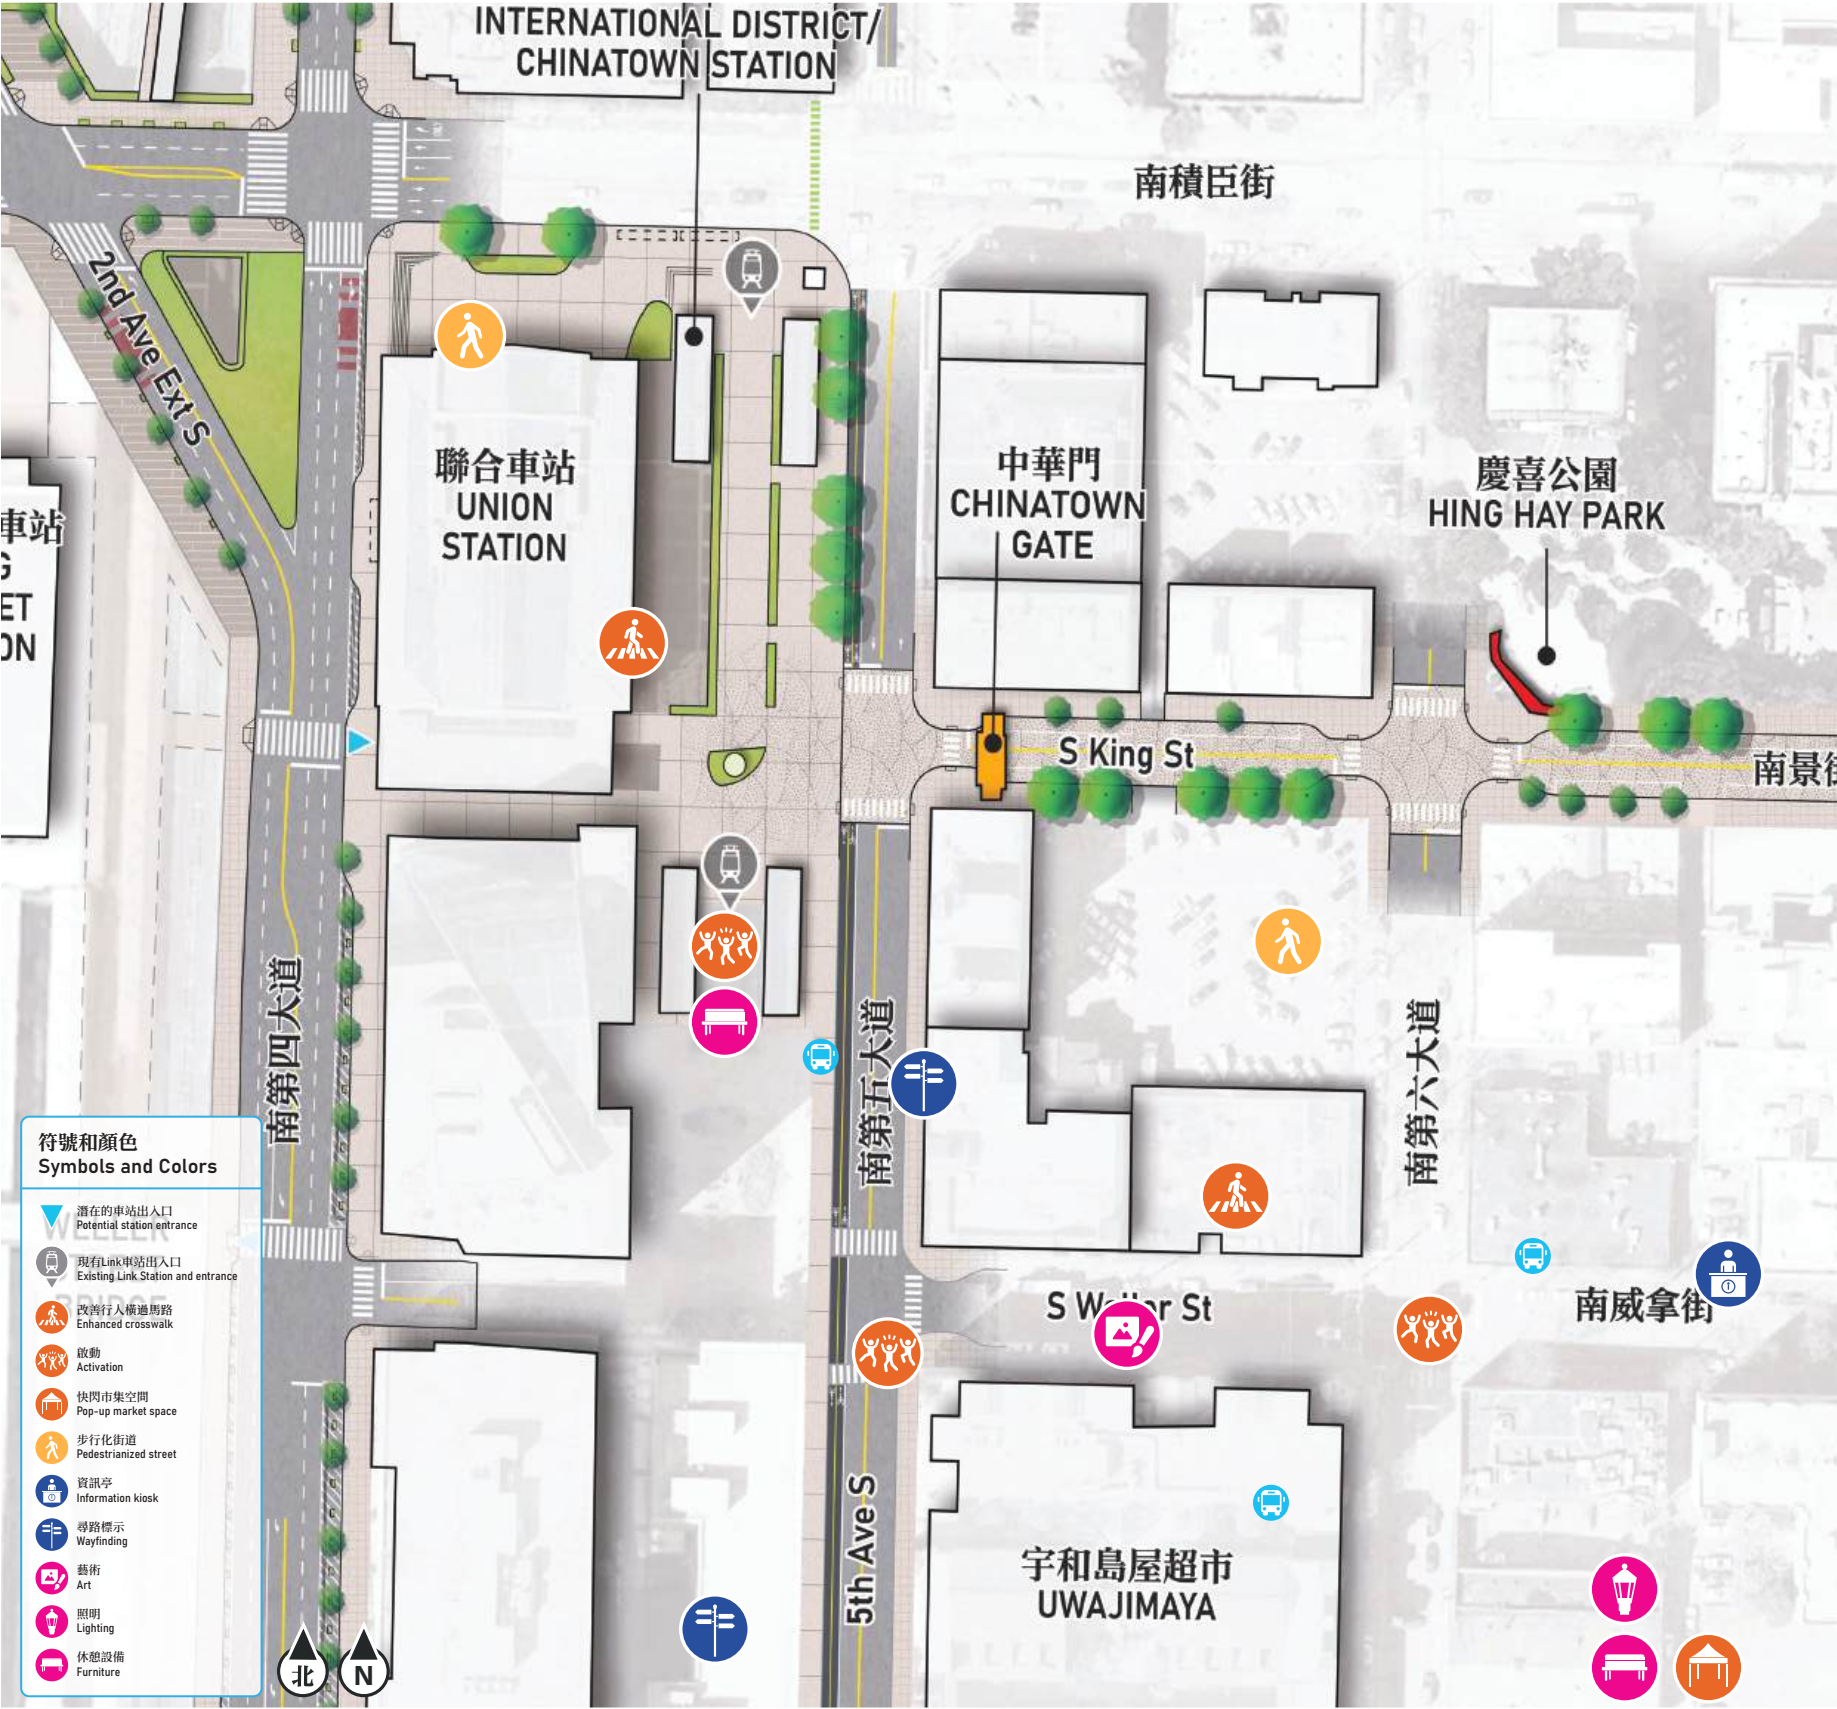 INTERNATIONAL DISTRICT/
CHINATOWN STATION
南積臣街
2nd Ave Ext S
聯合車站
UNION
STATION
中華門
CHINATOWN
GATE
慶喜公園
HING HAY PARK
車站
ET
ON
S King St
南景街
南第四大道
南第五大道
南第六大道
S Weller St
南威拿街
5th Ave S
宇和島屋超市
UWAJIMAYA
WELLER
STREET
BRIDGE
符號和顏色
Symbols and Colors
潛在的車站出入口
Potential station entrance
現有Link車站出入口
Existing Link Station and entrance
改善行人橫過馬路
Enhanced crosswalk
啟動
Activation
快閃市集空間
Pop-up market space
步行化街道
Pedestrianized street
資訊亭
Information kiosk
尋路標示
Wayfinding
藝術
Art
照明
Lighting
休憩設備
Furniture
北
N